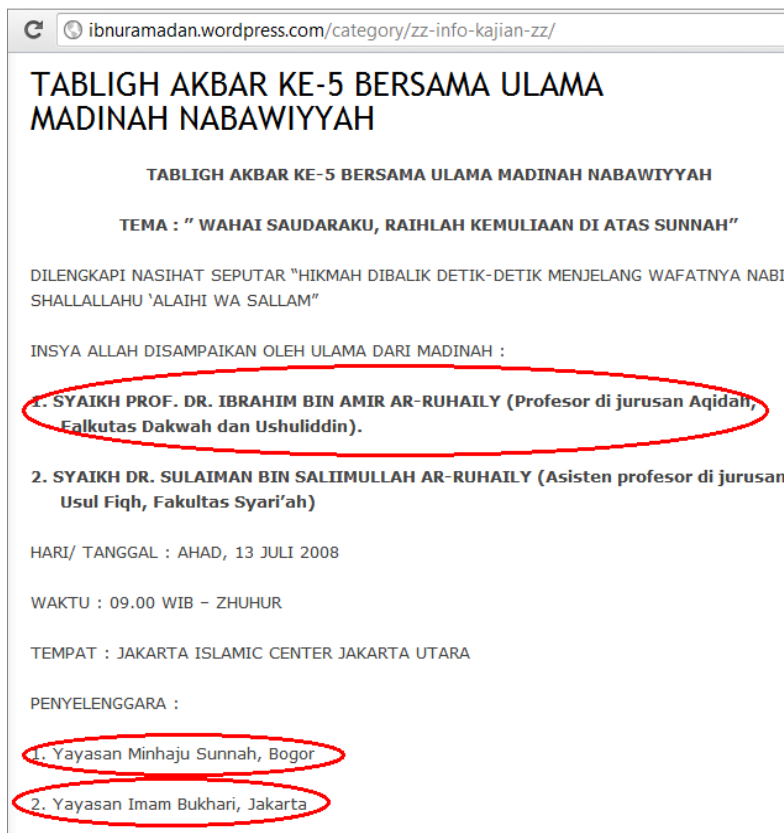 ibnuramadan.wordpress.com/category/zz-info-kajian-zz/
TABLIGH AKBAR KE-5 BERSAMA ULAMA
MADINAH NABAWIYYAH
TABLIGH AKBAR KE-5 BERSAMA ULAMA MADINAH NABAWIYYAH
TEMA : ” WAHAI SAUDARAKU, RAIHLAH KEMULIAAN DI ATAS SUNNAH”
DILENGKAPI NASIHAT SEPUTAR “HIKMAH DIBALIK DETIK-DETIK MENJELANG WAFATNYA NABI
SHALLALLAHU ‘ALAIHI WA SALLAM”
INSYA ALLAH DISAMPAIKAN OLEH ULAMA DARI MADINAH :
1. SYAIKH PROF. DR. IBRAHIM BIN AMIR AR-RUHAILY (Profesor di jurusan Aqidah,
Falkutas Dakwah dan Ushuliddin).
2. SYAIKH DR. SULAIMAN BIN SALIIMULLAH AR-RUHAILY (Asisten profesor di jurusan
Usul Fiqh, Fakultas Syari’ah)
HARI/ TANGGAL : AHAD, 13 JULI 2008
WAKTU : 09.00 WIB – ZHUHUR
TEMPAT : JAKARTA ISLAMIC CENTER JAKARTA UTARA
PENYELENGGARA :
1. Yayasan Minhaju Sunnah, Bogor
2. Yayasan Imam Bukhari, Jakarta